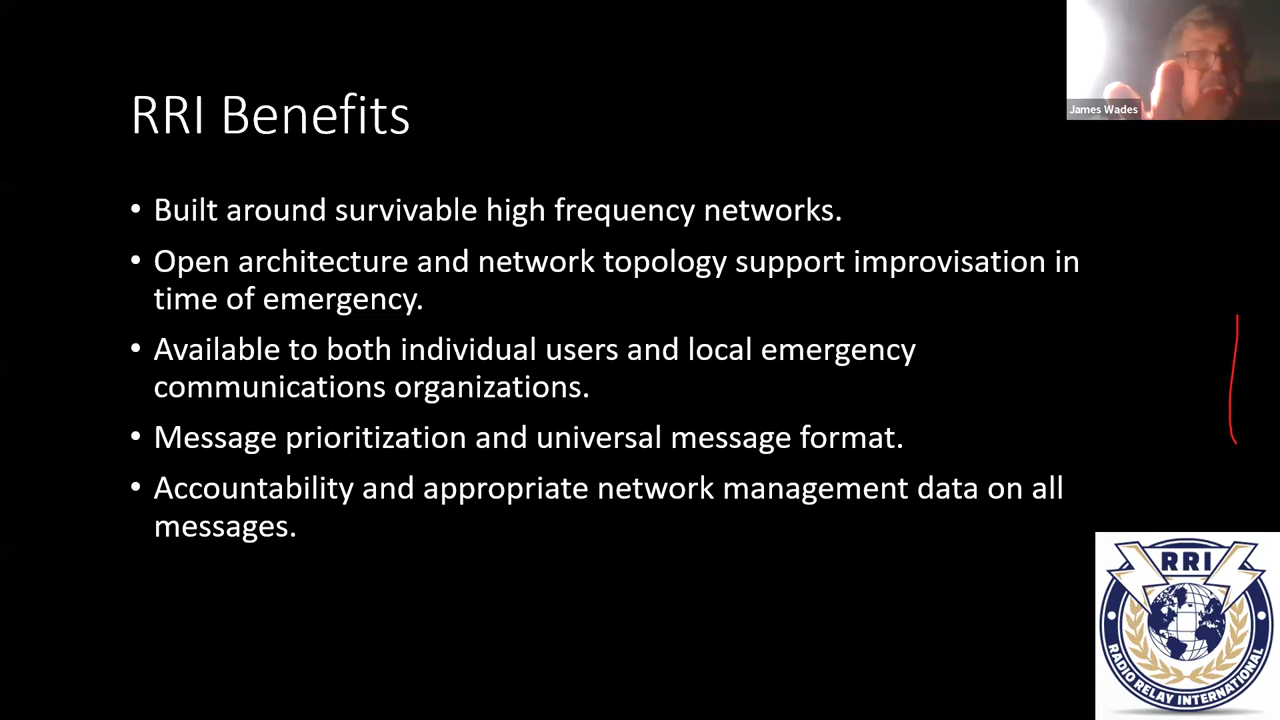 James Wades
RRI Benefits
• Built around survivable high frequency networks.
• Open architecture and network topology support improvisation in
time of emergency.
• Available to both individual users and local emergency
communications organizations.
• Message prioritization and universal message format.
• Accountability and appropriate network management data on all
messages.
RRI
RADIO RELAY INTERNATIONAL